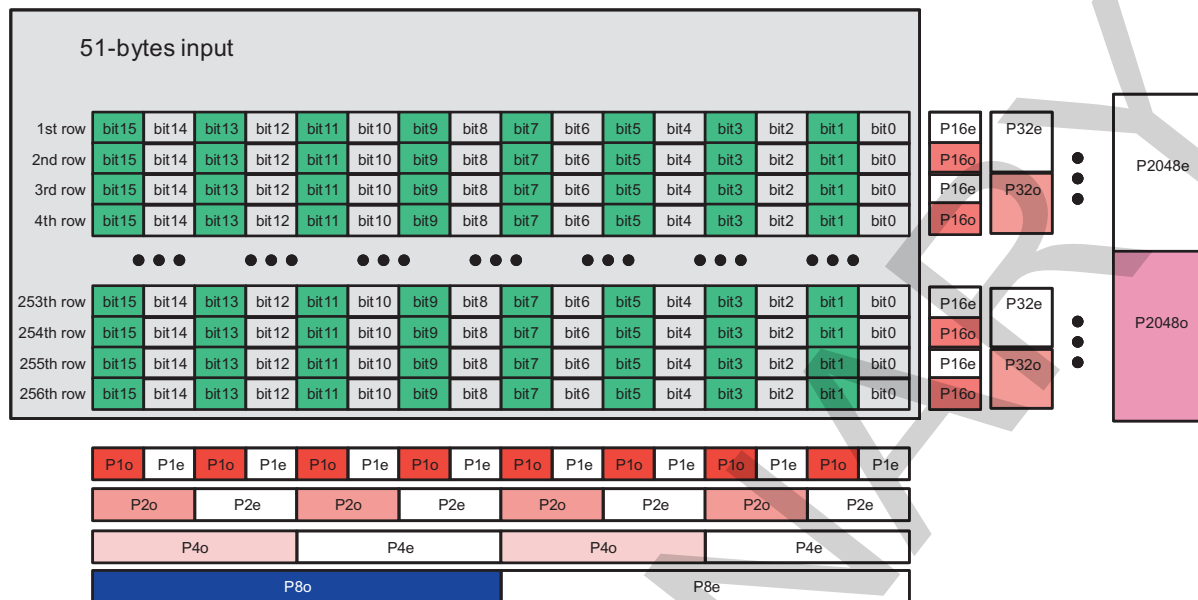 51-bytes input
1st row bit15 bit14 bit13 bit12 bit11 bit10 bit9 bit8 bit7 bit6 bit5 bit4 bit3 bit2 bit1 bit0 P16e P32e
2nd row bit15 bit14 bit13 bit12 bit11 bit10 bit9 bit8 bit7 bit6 bit5 bit4 bit3 bit2 bit1 bit0 P16o P2048e
3rd row bit15 bit14 bit13 bit12 bit11 bit10 bit9 bit8 bit7 bit6 bit5 bit4 bit3 bit2 bit1 bit0 P16e P32o
4th row bit15 bit14 bit13 bit12 bit11 bit10 bit9 bit8 bit7 bit6 bit5 bit4 bit3 bit2 bit1 bit0 P16o
253th row bit15 bit14 bit13 bit12 bit11 bit10 bit9 bit8 bit7 bit6 bit5 bit4 bit3 bit2 bit1 bit0 P16e P32e
254th row bit15 bit14 bit13 bit12 bit11 bit10 bit9 bit8 bit7 bit6 bit5 bit4 bit3 bit2 bit1 bit0 P16o P2048o
255th row bit15 bit14 bit13 bit12 bit11 bit10 bit9 bit8 bit7 bit6 bit5 bit4 bit3 bit2 bit1 bit0 P16e P32o
256th row bit15 bit14 bit13 bit12 bit11 bit10 bit9 bit8 bit7 bit6 bit5 bit4 bit3 bit2 bit1 bit0 P16o
P1o P1e P1o P1e P1o P1e P1o P1e P1o P1e P1o P1e P1o P1e P1o P1e
P2o P2e P2o P2e P2o P2e P2o P2e
P4o P4e P4o P4e
P8o P8e